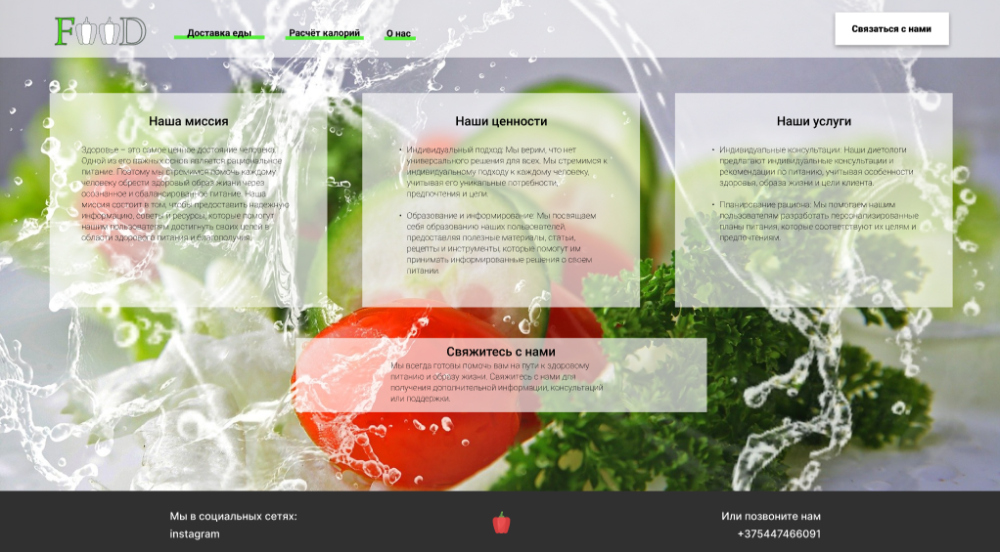 FOOD
Доставка еды
Расчёт калорий
О нас
Связаться с нами
Наша миссия
Здоровье – это самое ценное достояние человека.
Одной из его важных основ является рациональное
питание. Поэтому мы стремимся помочь каждому
человеку обрести здоровый образ жизни через
осознанное и сбалансированное питание. Наша
миссия состоит в том, чтобы предоставить надежную
информацию, советы и ресурсы, которые помогут
нашим пользователям достигнуть своих целей в
области здорового питания и благополучия.
Наши ценности
• Индивидуальный подход: Мы верим, что нет
универсального решения для всех. Мы стремимся к
индивидуальному подходу к каждому человеку,
учитывая его уникальные потребности,
предпочтения и цели.
• Образование и информирование: Мы посвящаем
себя образованию наших пользователей,
предоставляя полезные материалы, статьи,
рецепты и инструменты, которые помогут им
принимать информированные решения о своем
питании.
Наши услуги
• Индивидуальные консультации: Наши диетологи
предлагают индивидуальные консультации и
рекомендации по питанию, учитывая особенности
здоровья, образа жизни и цели клиента.
• Планирование рациона: Мы помогаем нашим
пользователям разработать персонализированные
планы питания, которые соответствуют их целям и
предпочтениям.
Свяжитесь с нами
Мы всегда готовы помочь вам на пути к здоровому
питанию и образу жизни. Свяжитесь с нами для
получения дополнительной информации, консультаций
или поддержки.
Мы в социальных сетях:
instagram
Или позвоните нам
+375447466091